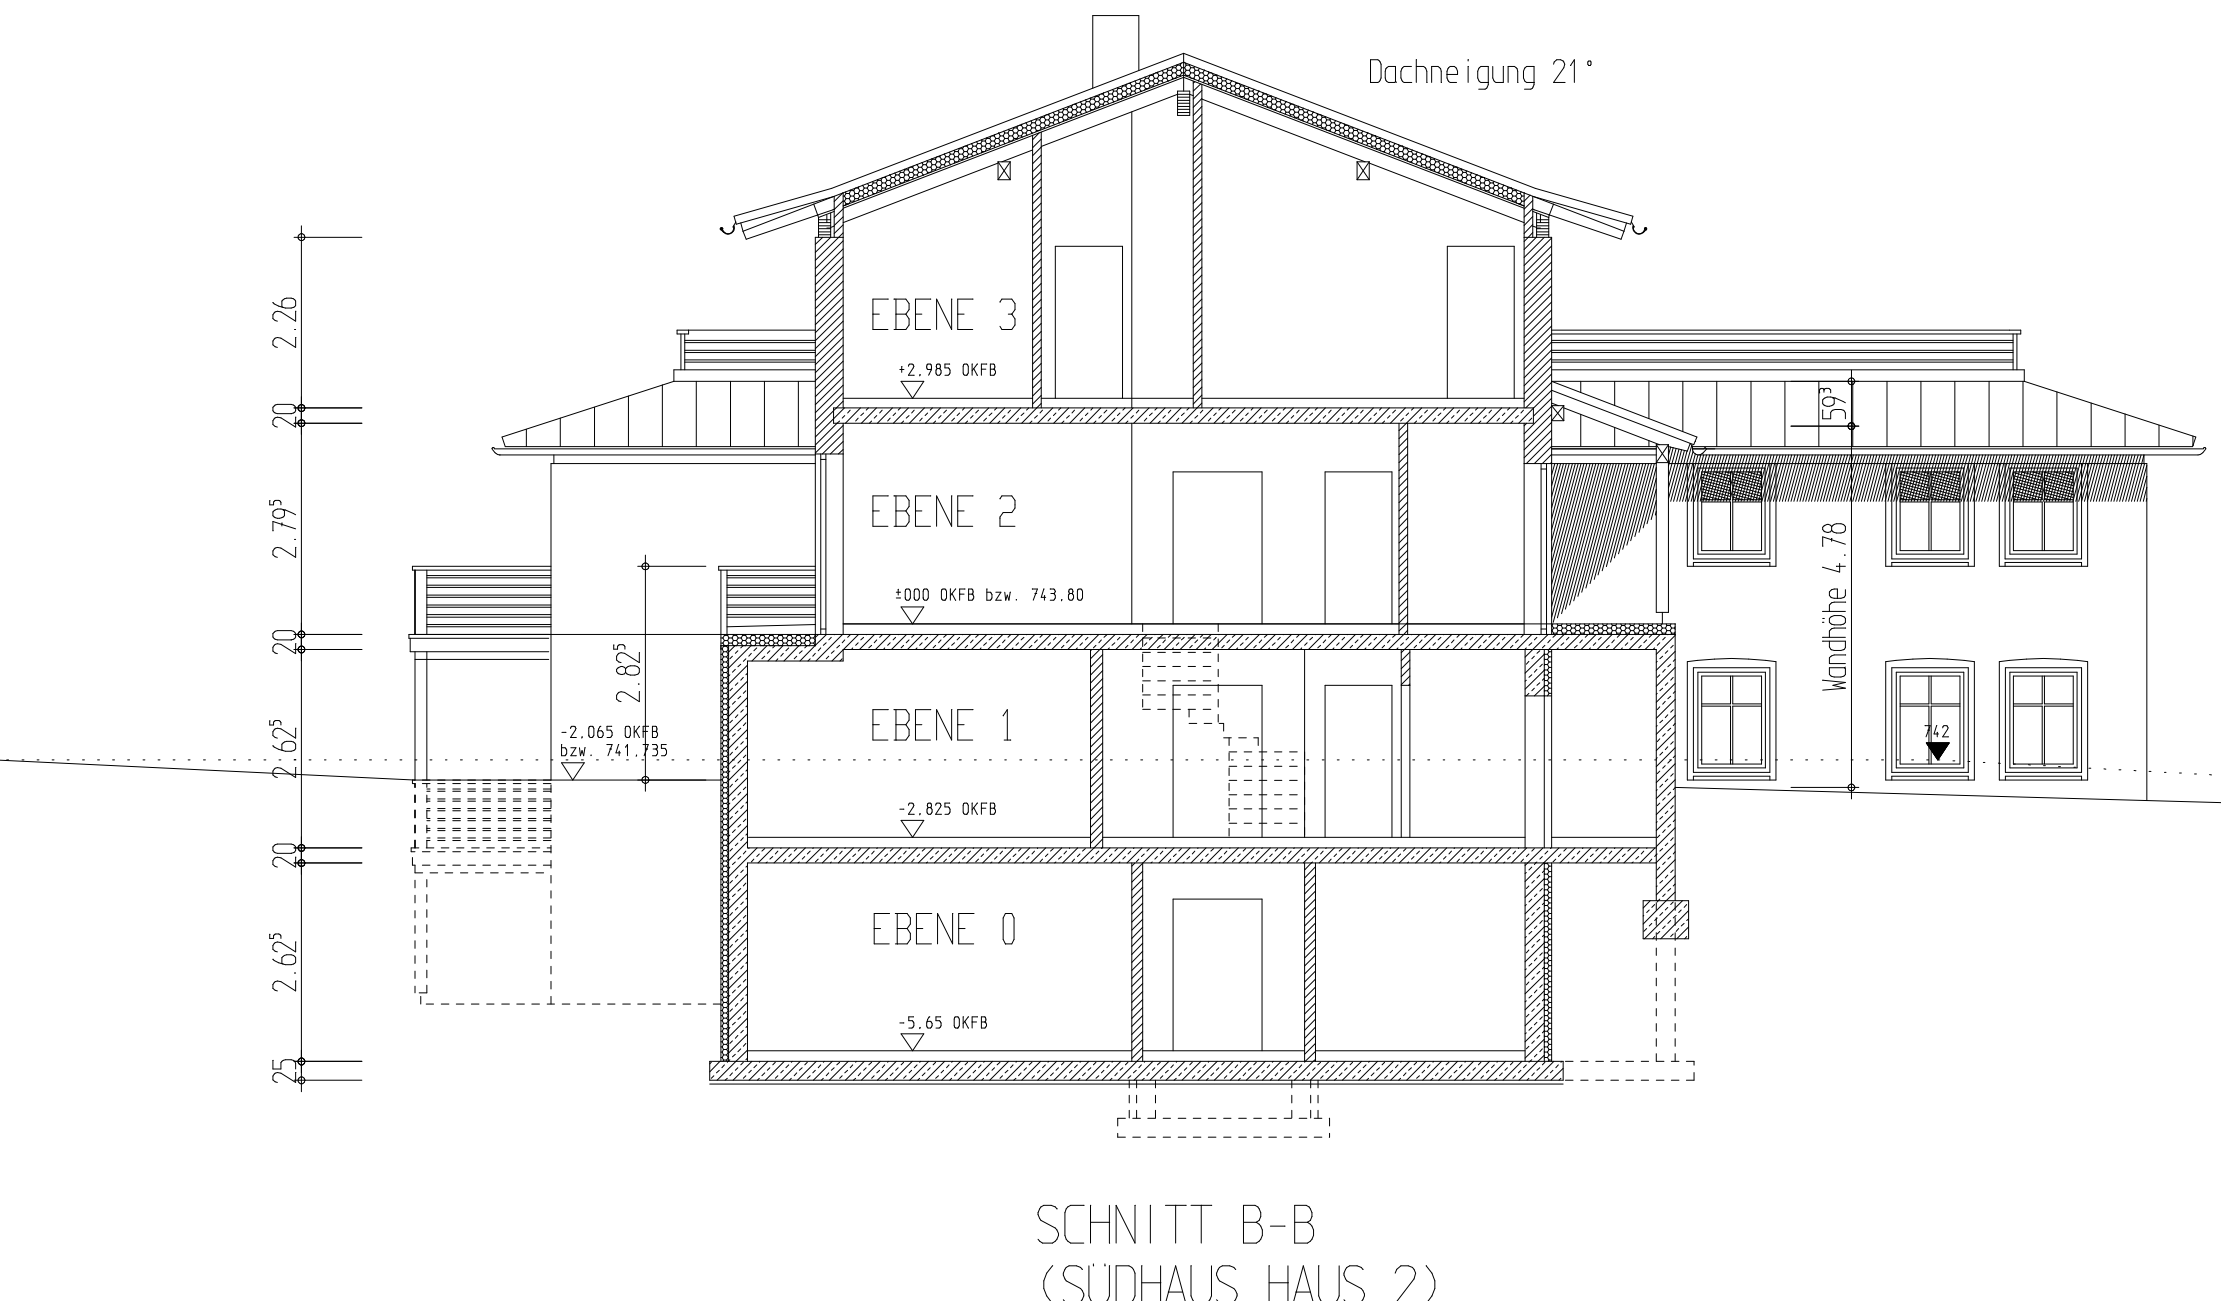 Dachneigung 21°
2.26
EBENE 3
+2,985 OKFB
20
59³
EBENE 2
2.79⁵
Wandhöhe 4.78
±000 OKFB bzw. 743,80
20
2.82⁵
EBENE 1
2.62⁵
-2,065 OKFB
bzw. 741,735
742
-2,825 OKFB
20
EBENE 0
2.62⁵
-5,65 OKFB
25
SCHNITT B-B
(SÜDHAUS HAUS 2)